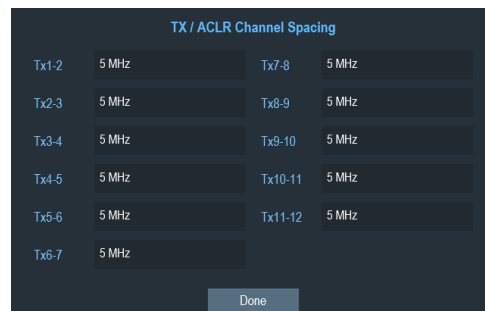 TX / ACLR Channel Spacing
Tx1-2 5 MHz Tx7-8 5 MHz
Tx2-3 5 MHz Tx8-9 5 MHz
Tx3-4 5 MHz Tx9-10 5 MHz
Tx4-5 5 MHz Tx10-11 5 MHz
Tx5-6 5 MHz Tx11-12 5 MHz
Tx6-7 5 MHz
Done